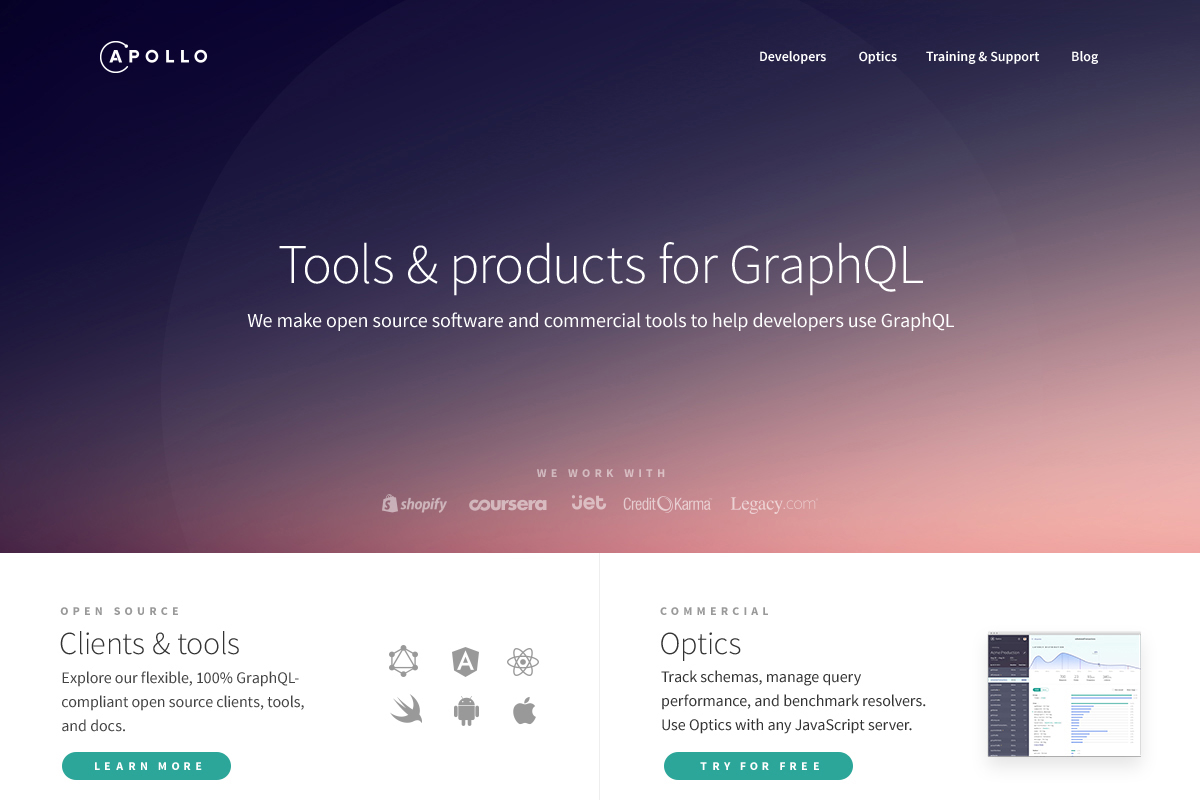 APOLLO
Developers Optics Training & Support Blog
Tools & products for GraphQL
We make open source software and commercial tools to help developers use GraphQL
WE WORK WITH
shopify coursera jet Credit Karma Legacy.com
OPEN SOURCE
Clients & tools
Explore our flexible, 100% GraphQL-
compliant open source clients, tools,
and docs.
LEARN MORE
COMMERCIAL
Optics
Track schemas, manage query
performance, and benchmark resolvers.
Use Optics with any JavaScript server.
TRY FOR FREE